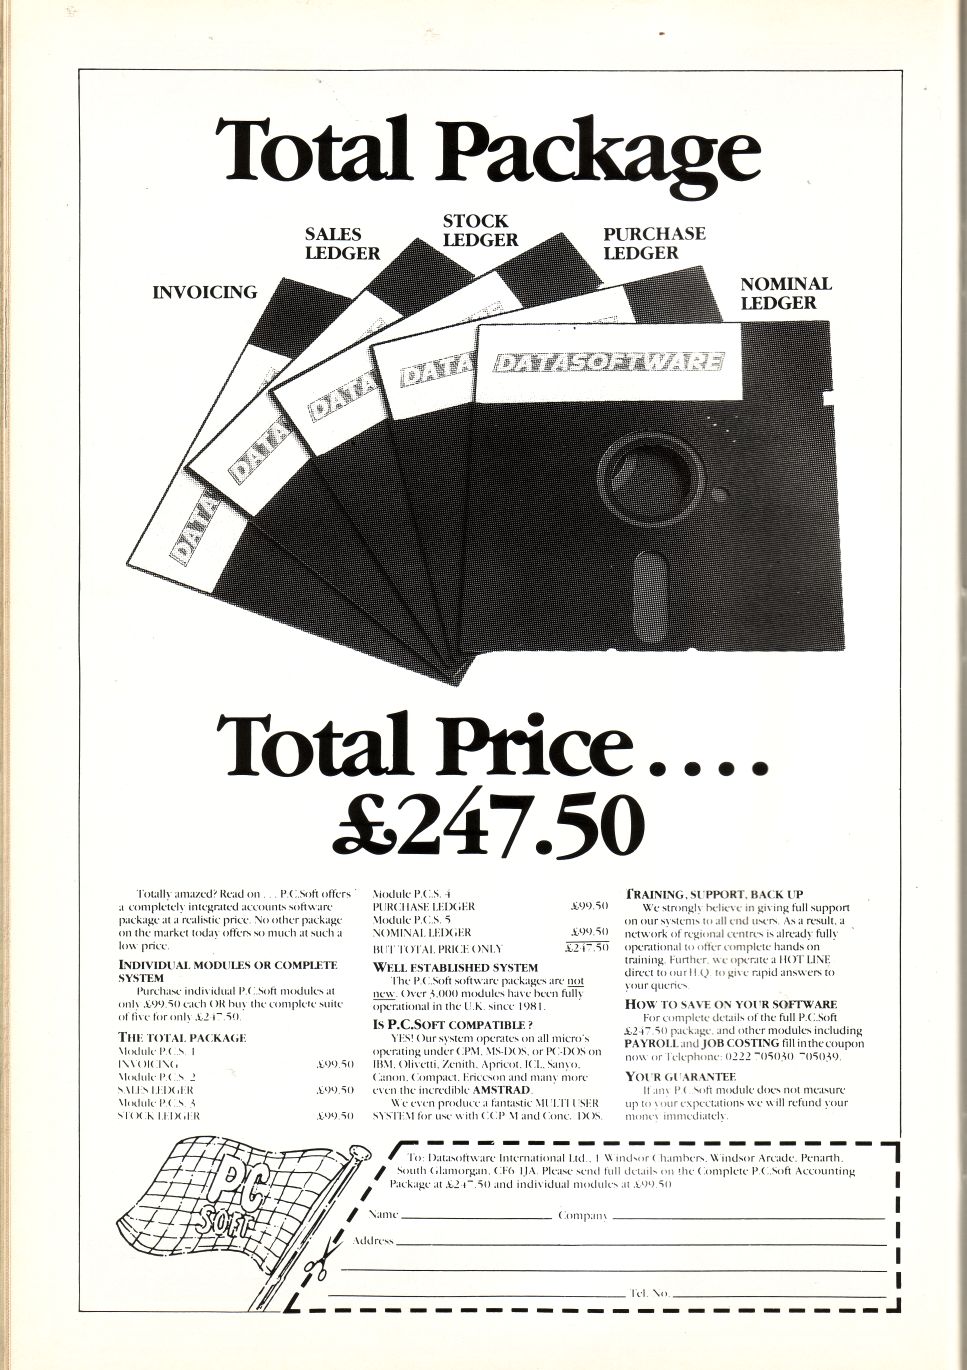 Total Package
INVOICING
SALES
LEDGER
STOCK
LEDGER
PURCHASE
LEDGER
NOMINAL
LEDGER
DATA
DATA
DATA
DATA
DATASOFTWARE
Total Price....
£247.50
Totally amazed? Read on . . . P.C.Soft offers
a completely integrated accounts software
package at a realistic price. No other package
on the market today offers so much at such a
low price.
INDIVIDUAL MODULES OR COMPLETE
SYSTEM
Purchase individual P.C.Soft modules at
only £99.50 each OR buy the complete suite
of five for only £247.50.
THE TOTAL PACKAGE
Module P.C.S. 1
INVOICING £99.50
Module P.C.S. 2
SALES LEDGER £99.50
Module P.C.S. 3
STOCK LEDGER £99.50
Module P.C.S. 4
PURCHASE LEDGER £99.50
Module P.C.S. 5
NOMINAL LEDGER £99.50
BUT TOTAL PRICE ONLY £247.50
WELL ESTABLISHED SYSTEM
The P.C.Soft software packages are not
new. Over 3,000 modules have been fully
operational in the U.K. since 1981.
IS P.C.SOFT COMPATIBLE?
YES! Our system operates on all micro's
operating under CPM, MS-DOS, or PC-DOS on
IBM, Olivetti, Zenith, Apricot, ICL, Sanyo,
Canon, Compact, Ericcson and many more
even the incredible AMSTRAD.
We even produce a fantastic MULTI USER
SYSTEM for use with C.C.P M and Conc. DOS.
TRAINING, SUPPORT, BACK UP
We strongly believe in giving full support
on our systems to all end users. As a result, a
network of regional centres is already fully
operational to offer complete hands on
training. Further, we operate a HOT LINE
direct to our H.Q. to give rapid answers to
your queries.
HOW TO SAVE ON YOUR SOFTWARE
For complete details of the full P.C.Soft
£247.50 package, and other modules including
PAYROLL and JOB COSTING fill in the coupon
now or Telephone: 0222 705030 705039.
YOUR GUARANTEE
If any P.C.Soft module does not measure
up to your expectations we will refund your
money immediately.
PC
SOFT
To: Datasoftware International Ltd., 1 Windsor Chambers, Windsor Arcade, Penarth,
South Glamorgan, CF6 1JA. Please send full details on the Complete P.C.Soft Accounting
Package at £247.50 and individual modules at £99.50
Name Company
Address
Tel. No.